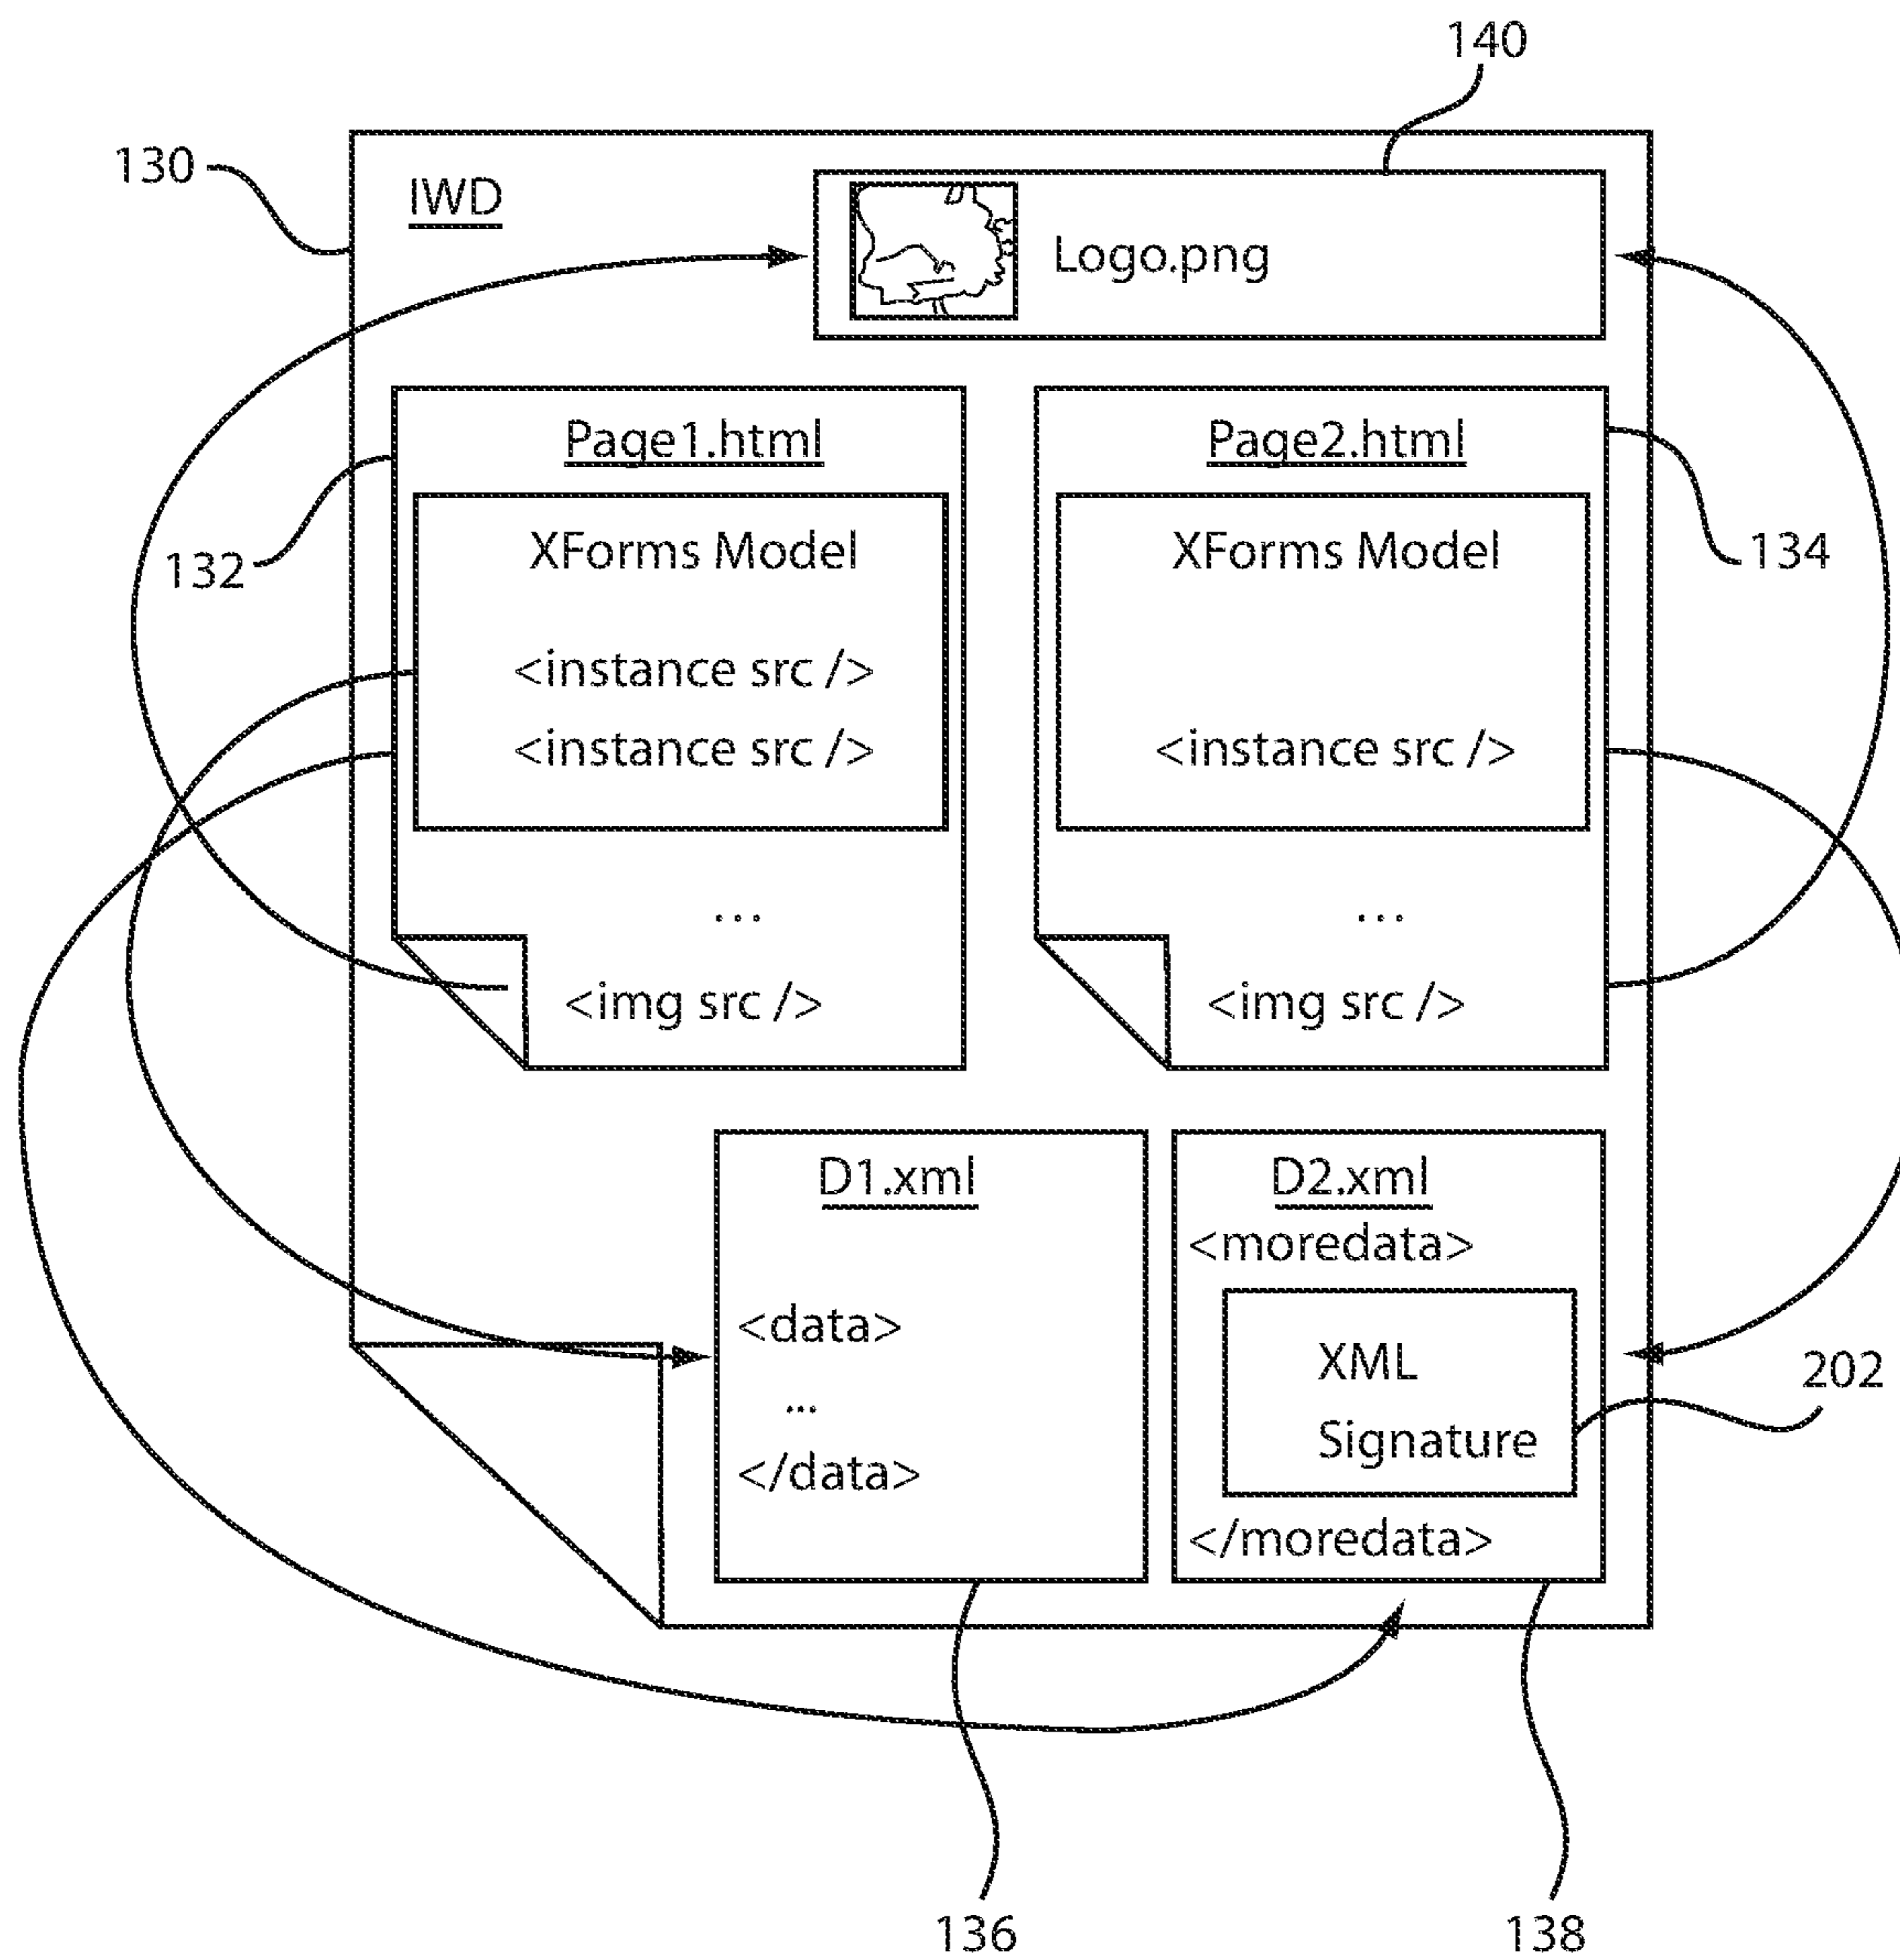 140
130
IWD
Logo.png
Page1.html
Page2.html
132
XForms Model
XForms Model
134
<instance src />
<instance src />
<instance src />
...
...
<img src />
<img src />
D1.xml
D2.xml
<moredata>
<data>
...
</data>
XML
Signature
202
</moredata>
136
138